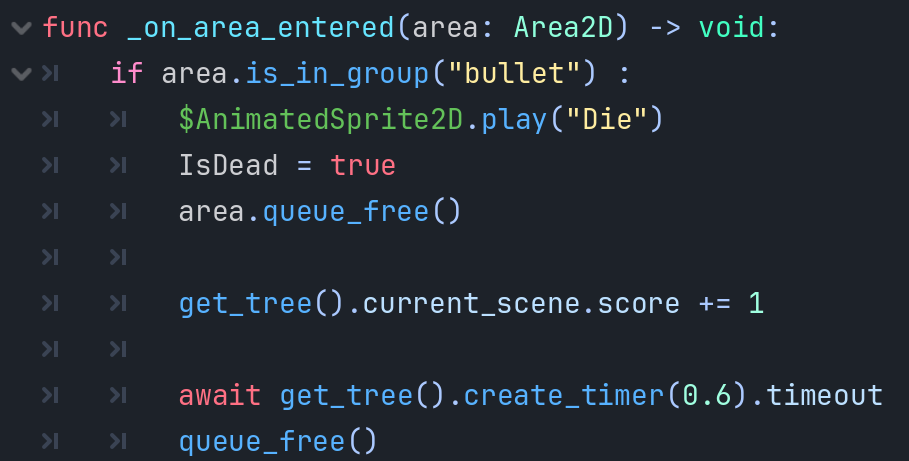 func _on_area_entered(area: Area2D) -> void:
	if area.is_in_group("bullet") :
		$AnimatedSprite2D.play("Die")
		IsDead = true
		area.queue_free()
		get_tree().current_scene.score += 1
		await get_tree().create_timer(0.6).timeout
		queue_free()